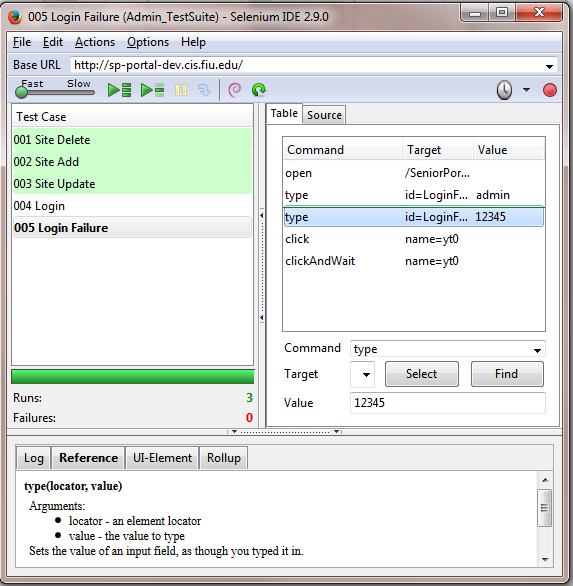 005 Login Failure (Admin_TestSuite) - Selenium IDE 2.9.0
File Edit Actions Options Help
Base URL http://sp-portal-dev.cis.fiu.edu/
Fast Slow
Test Case
001 Site Delete
002 Site Add
003 Site Update
004 Login
005 Login Failure
Runs: 3
Failures: 0
Table Source
Command Target Value
open /SeniorPor...
type id=LoginF... admin
type id=LoginF... 12345
click name=yt0
clickAndWait name=yt0
Command type
Target Select Find
Value 12345
Log Reference UI-Element Rollup
type(locator, value)
Arguments:
• locator - an element locator
• value - the value to type
Sets the value of an input field, as though you typed it in.